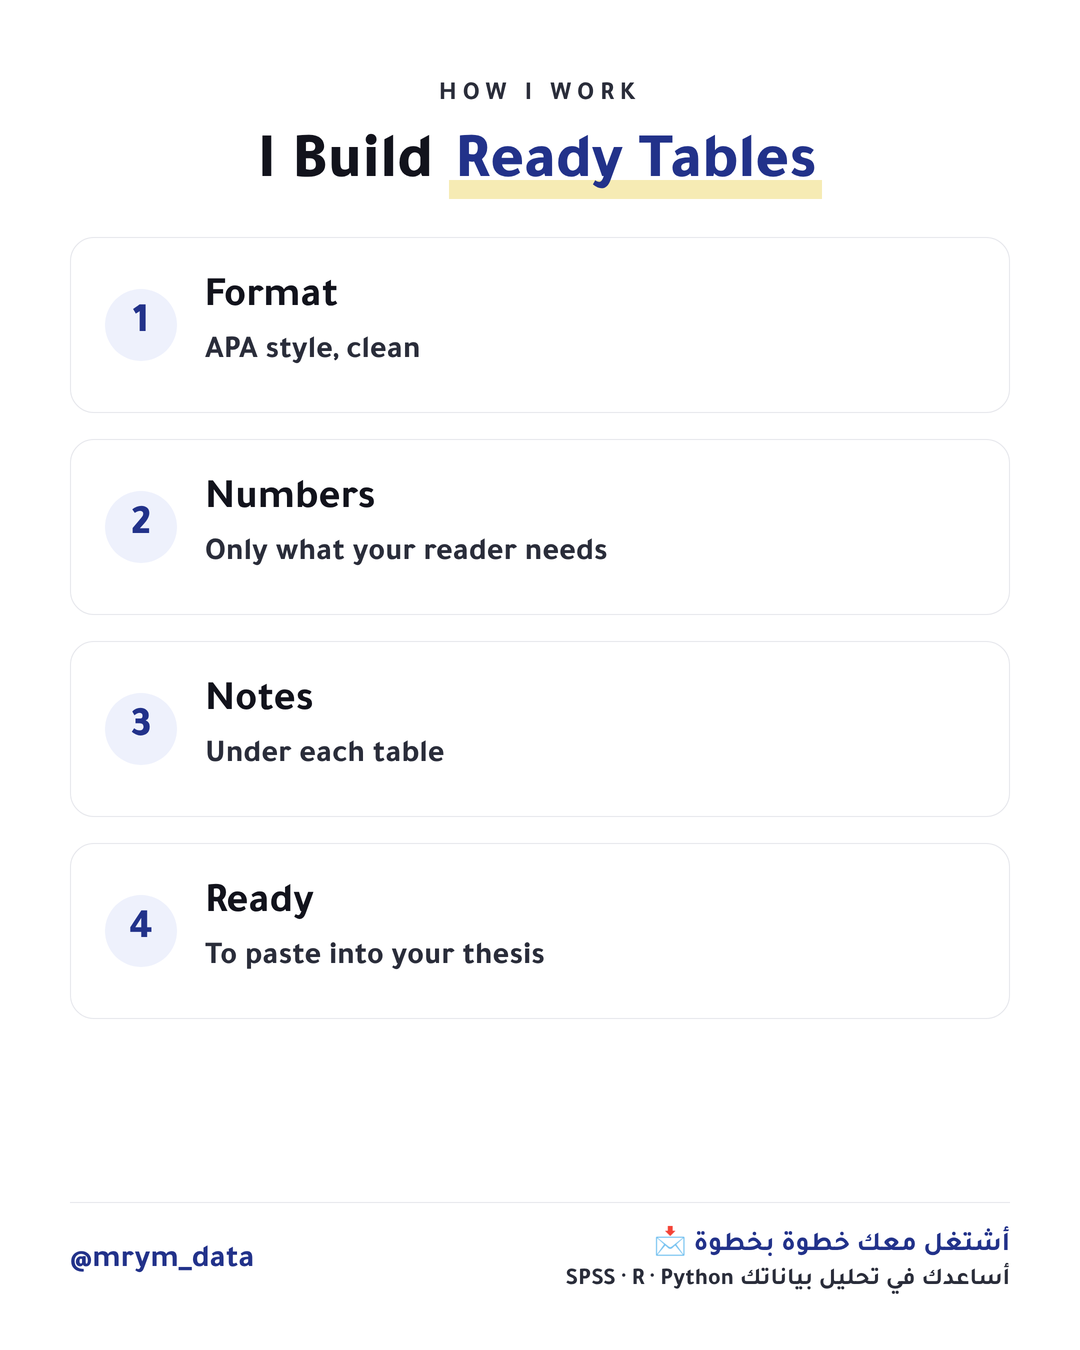 HOW I WORK
I Build Ready Tables
1
Format
APA style, clean
2
Numbers
Only what your reader needs
3
Notes
Under each table
4
Ready
To paste into your thesis
@mrym_data
أشتغل معك خطوة بخطوة 📩
أساعدك في تحليل بياناتك SPSS · R · Python